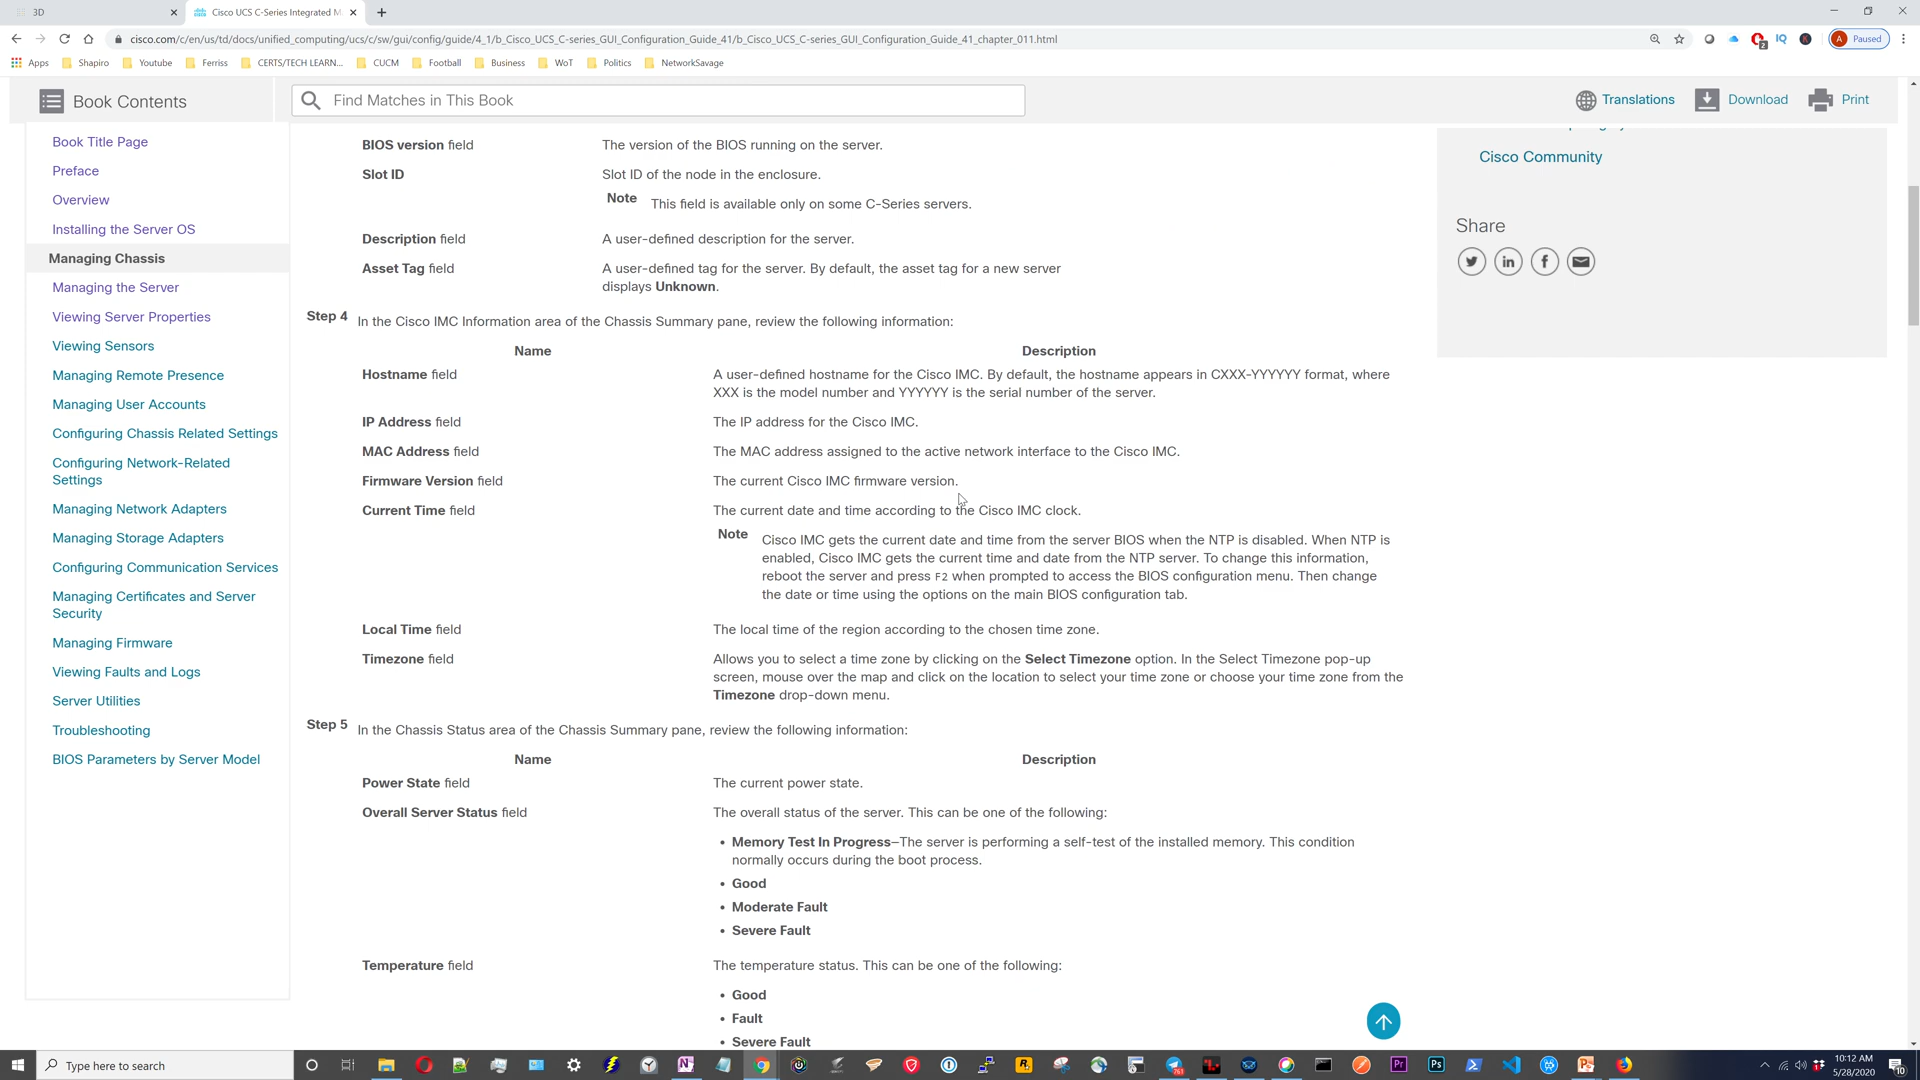 3D
Cisco UCS C-Series Integrated M
cisco.com/c/en/us/td/docs/unified_computing/ucs/c/sw/gui/config/guide/4_1/b_Cisco_UCS_C-series_GUI_Configuration_Guide_41/b_Cisco_UCS_C-series_GUI_Configuration_Guide_41_chapter_011.html
2
IQ
A Paused
Apps Shapiro Youtube Ferriss CERTS/TECH LEARN... CUCM Football Business WoT Politics NetworkSavage
Book Contents
Find Matches in This Book
Translations Download Print
Book Title Page
Preface
Overview
Installing the Server OS
Managing Chassis
Managing the Server
Viewing Server Properties
Viewing Sensors
Managing Remote Presence
Managing User Accounts
Configuring Chassis Related Settings
Configuring Network-Related
Settings
Managing Network Adapters
Managing Storage Adapters
Configuring Communication Services
Managing Certificates and Server
Security
Managing Firmware
Viewing Faults and Logs
Server Utilities
Troubleshooting
BIOS Parameters by Server Model
BIOS version field The version of the BIOS running on the server.
Slot ID Slot ID of the node in the enclosure.
Note This field is available only on some C-Series servers.
Description field A user-defined description for the server.
Asset Tag field A user-defined tag for the server. By default, the asset tag for a new server
displays Unknown.
Step 4 In the Cisco IMC Information area of the Chassis Summary pane, review the following information:
Name Description
Hostname field A user-defined hostname for the Cisco IMC. By default, the hostname appears in CXXX-YYYYYY format, where
XXX is the model number and YYYYYY is the serial number of the server.
IP Address field The IP address for the Cisco IMC.
MAC Address field The MAC address assigned to the active network interface to the Cisco IMC.
Firmware Version field The current Cisco IMC firmware version.
Current Time field The current date and time according to the Cisco IMC clock.
Note Cisco IMC gets the current date and time from the server BIOS when the NTP is disabled. When NTP is
enabled, Cisco IMC gets the current time and date from the NTP server. To change this information,
reboot the server and press F2 when prompted to access the BIOS configuration menu. Then change
the date or time using the options on the main BIOS configuration tab.
Local Time field The local time of the region according to the chosen time zone.
Timezone field Allows you to select a time zone by clicking on the Select Timezone option. In the Select Timezone pop-up
screen, mouse over the map and click on the location to select your time zone or choose your time zone from the
Timezone drop-down menu.
Step 5 In the Chassis Status area of the Chassis Summary pane, review the following information:
Name Description
Power State field The current power state.
Overall Server Status field The overall status of the server. This can be one of the following:
• Memory Test In Progress—The server is performing a self-test of the installed memory. This condition
normally occurs during the boot process.
• Good
• Moderate Fault
• Severe Fault
Temperature field The temperature status. This can be one of the following:
• Good
• Fault
• Severe Fault
Cisco Community
Share
Type here to search
10:12 AM
5/28/2020
10